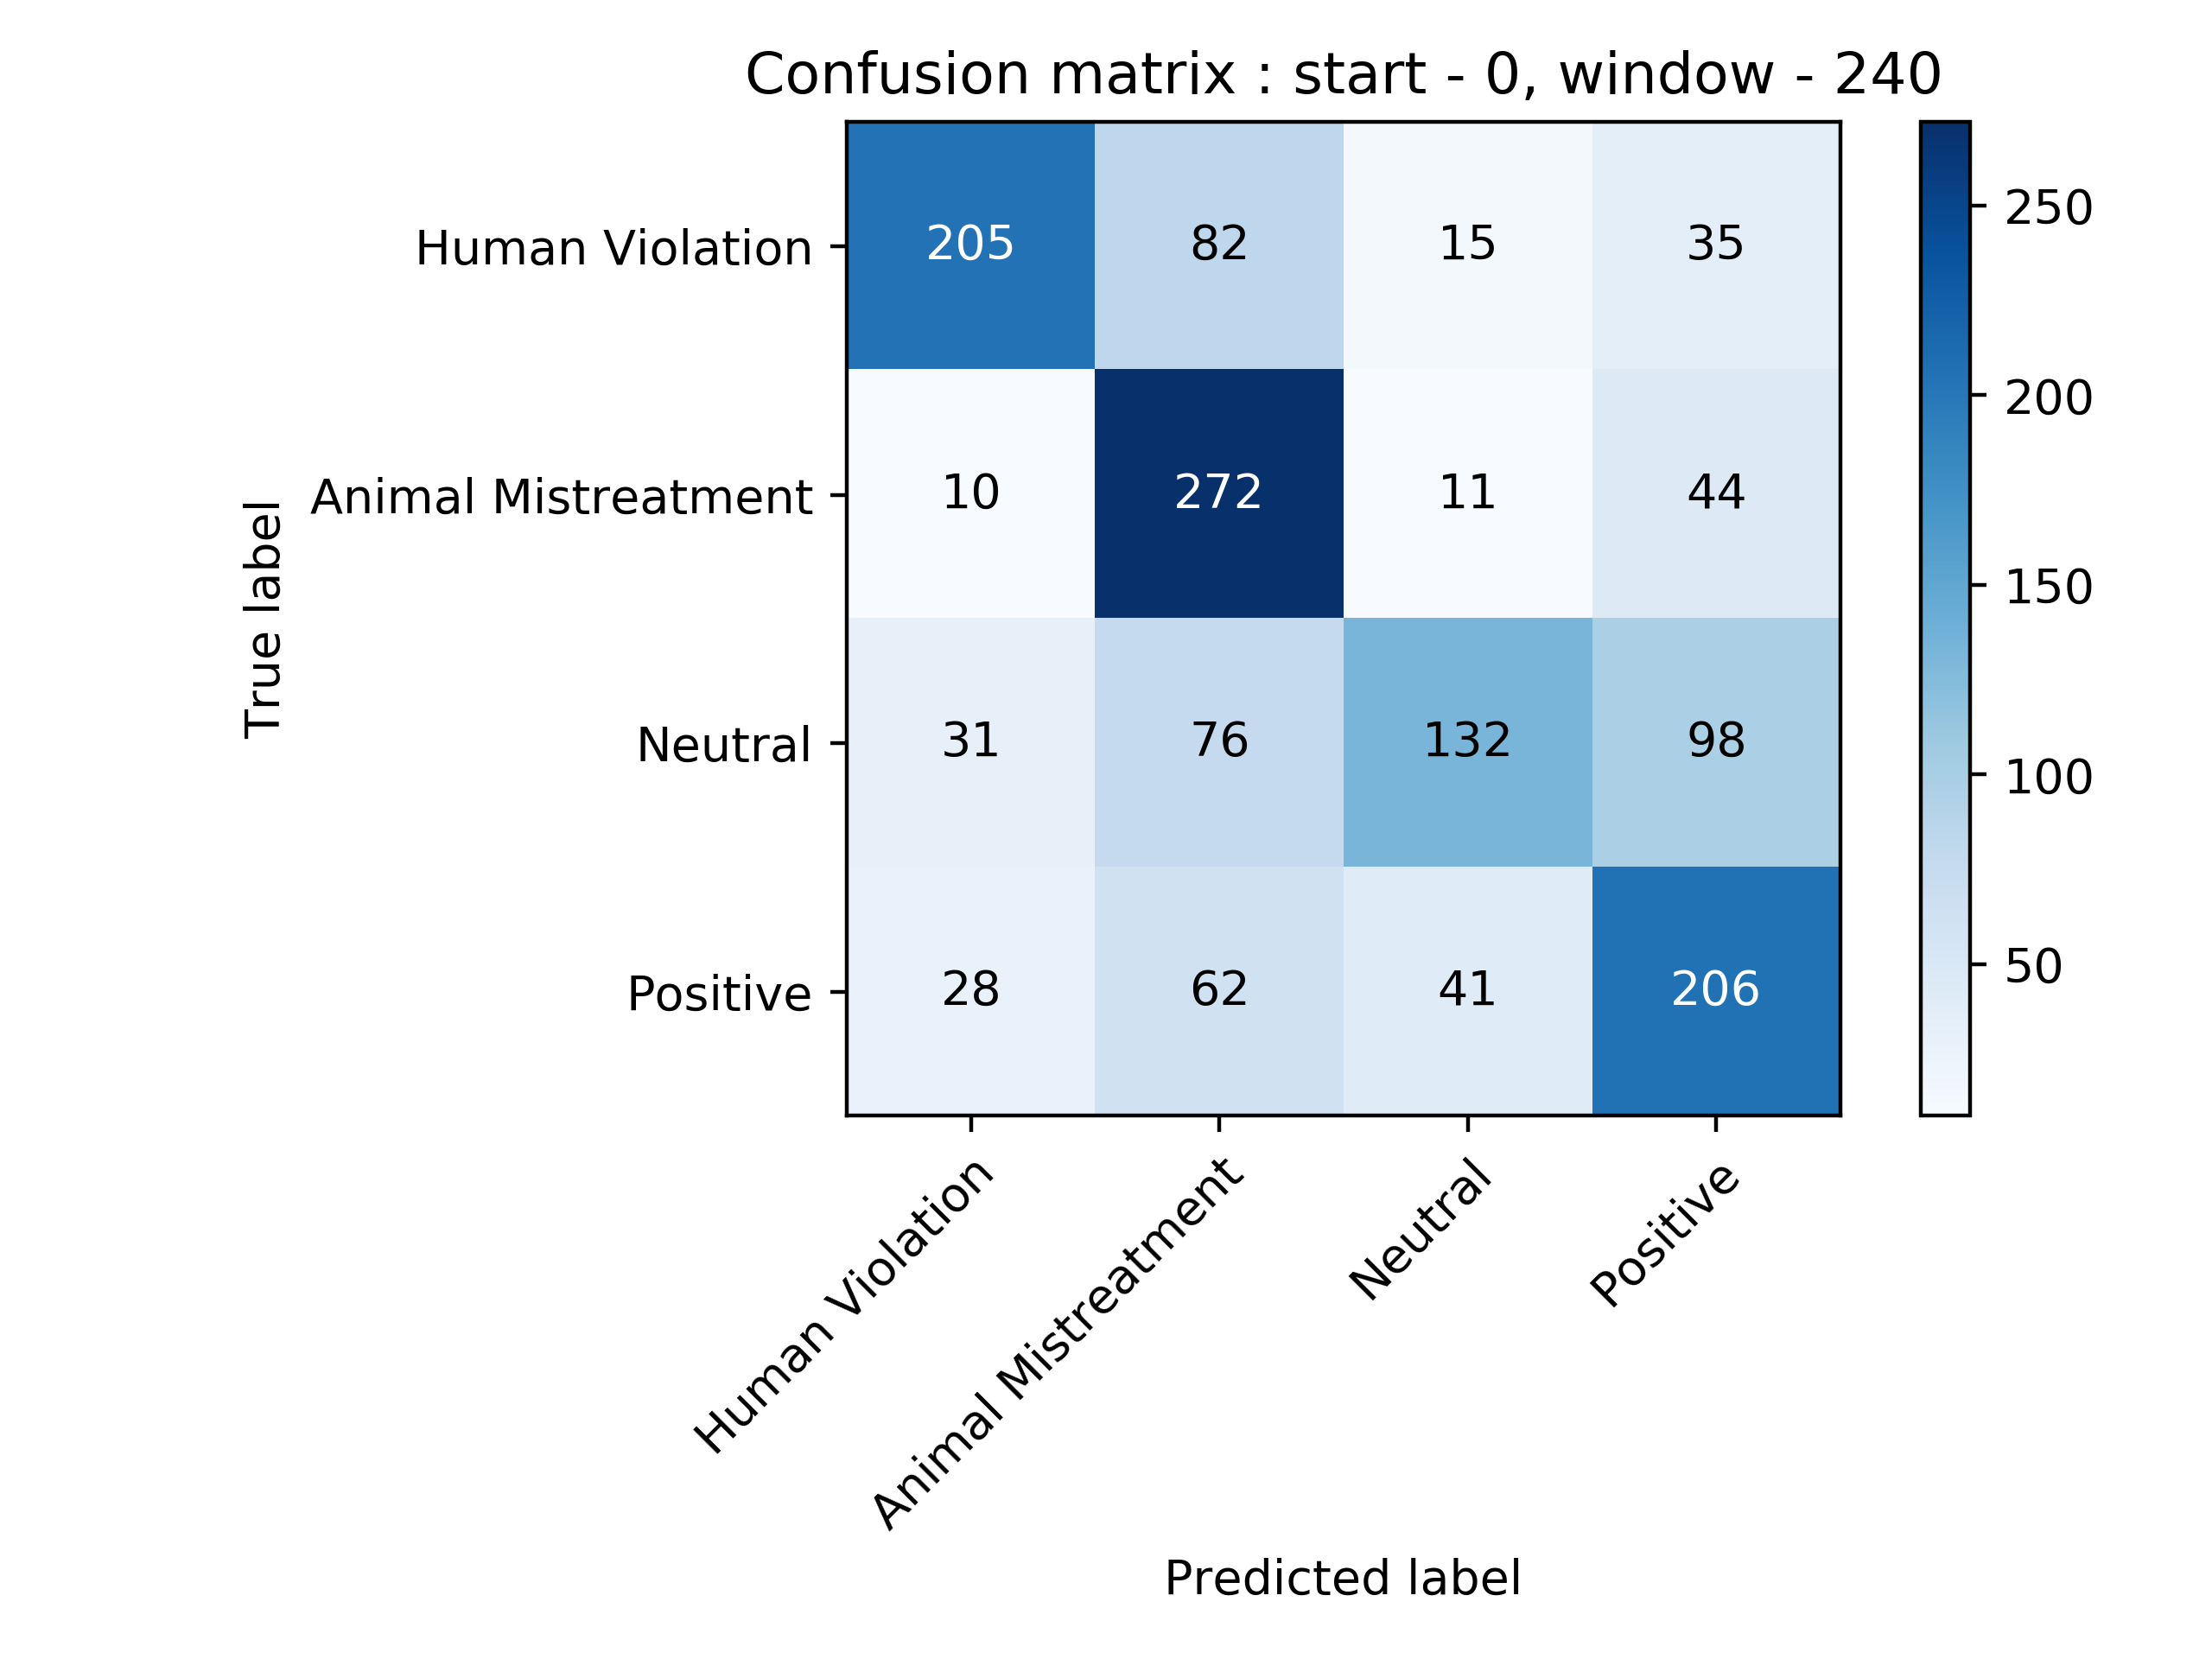 Confusion matrix : start - 0, window - 240
Human Violation 205 82 15 35
Animal Mistreatment 10 272 11 44
Neutral 31 76 132 98
Positive 28 62 41 206
True label
250
200
150
100
50
Human Violation
Animal Mistreatment
Neutral
Positive
Predicted label